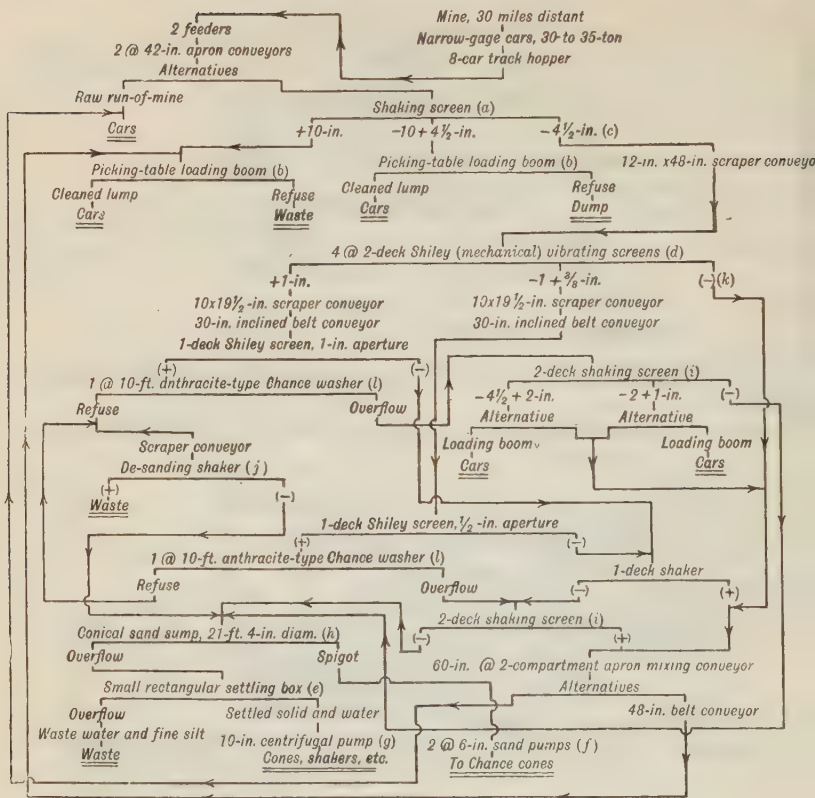 Mine, 30 miles distant
2 feeders
Narrow-gage cars, 30-to 35-ton
2 @ 42-in. apron conveyors
8-car track hopper
Alternatives
Raw run-of-mine
Cars
Shaking screen (a)
+10-in.
-10 + 4½-in.
-4½-in. (c)
Picking-table loading boom (b)
Picking-table loading boom (b)
12-in. x48-in. scraper conveyor
Cleaned lump
Cars
Refuse
Waste
Cleaned lump
Cars
Refuse
Dump
4 @ 2-deck Shiley (mechanical) vibrating screens (d)
+1-in.
-1 + 3/8-in.
(-)(k)
10x19½-in. scraper conveyor
10x19½-in. scraper conveyor
30-in. inclined belt conveyor
30-in. inclined belt conveyor
1-deck Shiley screen, 1-in. aperture
(+)
(-)
2-deck shaking screen (i)
1 @ 10-ft. anthracite-type Chance washer (l)
-4½ + 2-in.
-2 + 1-in.
(-)
Refuse
Overflow
Alternative
Alternative
Scraper conveyor
Loading boom
Cars
Loading boom
Cars
De-sanding shaker (j)
(+)
(-)
Waste
1-deck Shiley screen, ½-in. aperture
(+)
(-)
1 @ 10-ft. anthracite-type Chance washer (l)
1-deck shaker
Refuse
Overflow
(-)
(+)
2-deck shaking screen (i)
Conical sand sump, 21-ft. 4-in. diam. (h)
(-)
(+)
Overflow
Spigot
60-in. @ 2-compartment apron mixing conveyor
Small rectangular settling box (e)
Alternatives
Overflow
Settled solid and water
48-in. belt conveyor
Waste water and fine silt
10-in. centrifugal pump (g)
2 @ 6-in. sand pumps (f)
Waste
Cones, shakers, etc.
To Chance cones